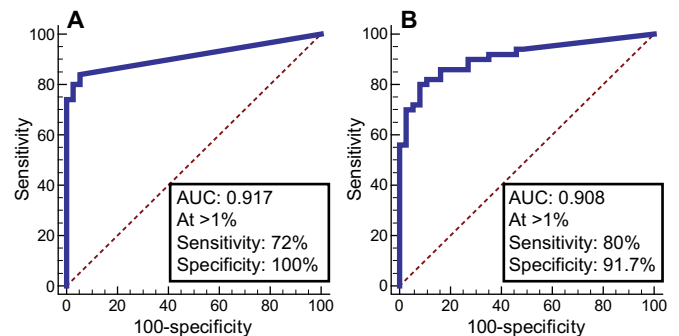 A
100
80
60
40
20
0
Sensitivity
AUC: 0.917
At >1%
Sensitivity: 72%
Specificity: 100%
0 20 40 60 80 100
100-specificity
B
100
80
60
40
20
0
Sensitivity
AUC: 0.908
At >1%
Sensitivity: 80%
Specificity: 91.7%
0 20 40 60 80 100
100-specificity